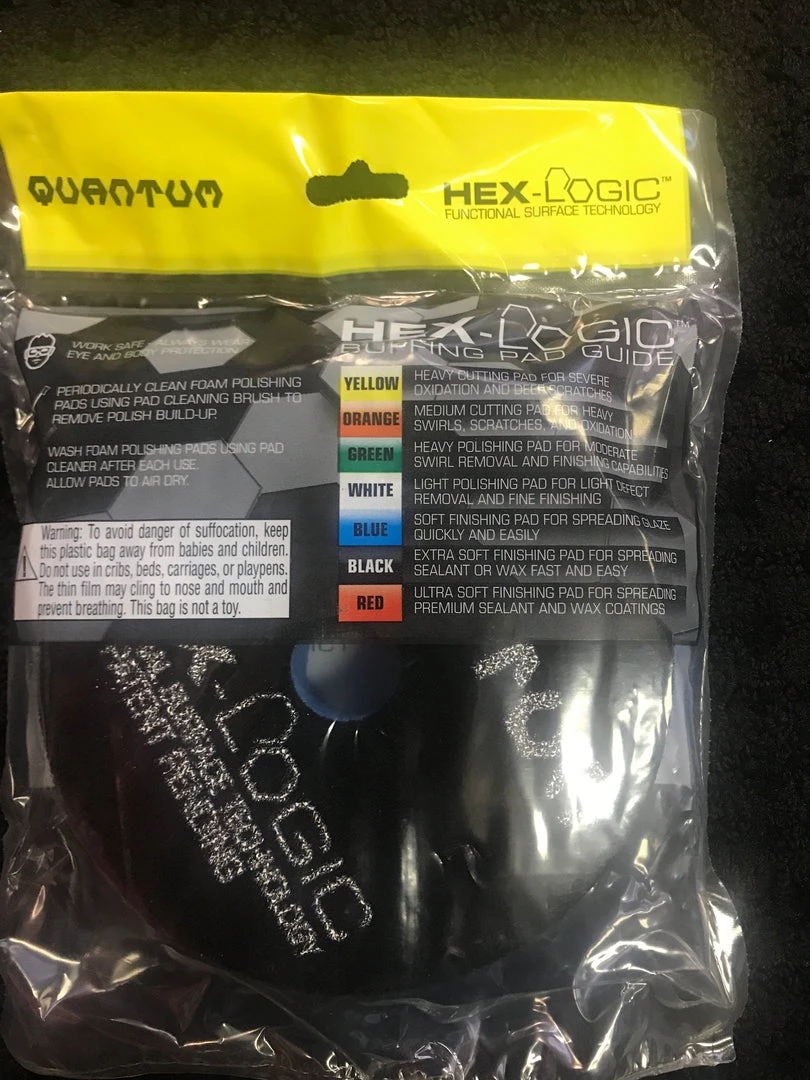 QUANTUM
HEX-LOGIC™
FUNCTIONAL SURFACE TECHNOLOGY
WORK SAFE - ALWAYS WEAR
EYE AND BODY PROTECTION
PERIODICALLY CLEAN FOAM POLISHING
PADS USING PAD CLEANING BRUSH TO
REMOVE POLISH BUILD-UP.
WASH FOAM POLISHING PADS USING PAD
CLEANER AFTER EACH USE.
ALLOW PADS TO AIR DRY.
Warning: To avoid danger of suffocation, keep
this plastic bag away from babies and children.
Do not use in cribs, beds, carriages, or playpens.
The thin film may cling to nose and mouth and
prevent breathing. This bag is not a toy.
HEX-LOGIC™
BUFFING PAD GUIDE
YELLOW HEAVY CUTTING PAD FOR SEVERE
OXIDATION AND DEEP SCRATCHES
ORANGE MEDIUM CUTTING PAD FOR HEAVY
SWIRLS, SCRATCHES, AND OXIDATION
GREEN HEAVY POLISHING PAD FOR MODERATE
SWIRL REMOVAL AND FINISHING CAPABILITIES
WHITE LIGHT POLISHING PAD FOR LIGHT DEFECT
REMOVAL AND FINE FINISHING
BLUE SOFT FINISHING PAD FOR SPREADING GLAZE
QUICKLY AND EASILY
BLACK EXTRA SOFT FINISHING PAD FOR SPREADING
SEALANT OR WAX FAST AND EASY
RED ULTRA SOFT FINISHING PAD FOR SPREADING
PREMIUM SEALANT AND WAX COATINGS
X-LOGIC
SURFACE TECHNOLOGY
PENDING